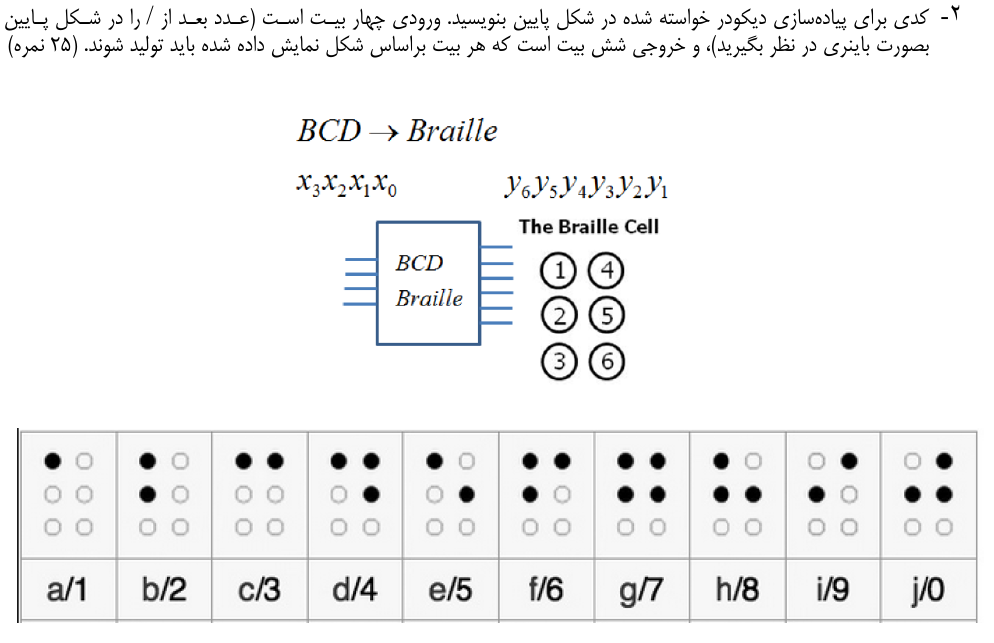 ۲- کدی برای پیاده‌سازی دیکودر خواسته شده در شکل پایین بنویسید. ورودی چهار بیت است (عدد بعد از / را در شکل پایین
بصورت باینری در نظر بگیرید)، و خروجی شش بیت است که هر بیت براساس شکل نمایش داده شده باید تولید شوند. (۲۵ نمره)
BCD → Braille
x₃x₂x₁x₀ y₆y₅y₄y₃y₂y₁
The Braille Cell
BCD
Braille
1 4
2 5
3 6
a/1 b/2 c/3 d/4 e/5 f/6 g/7 h/8 i/9 j/0